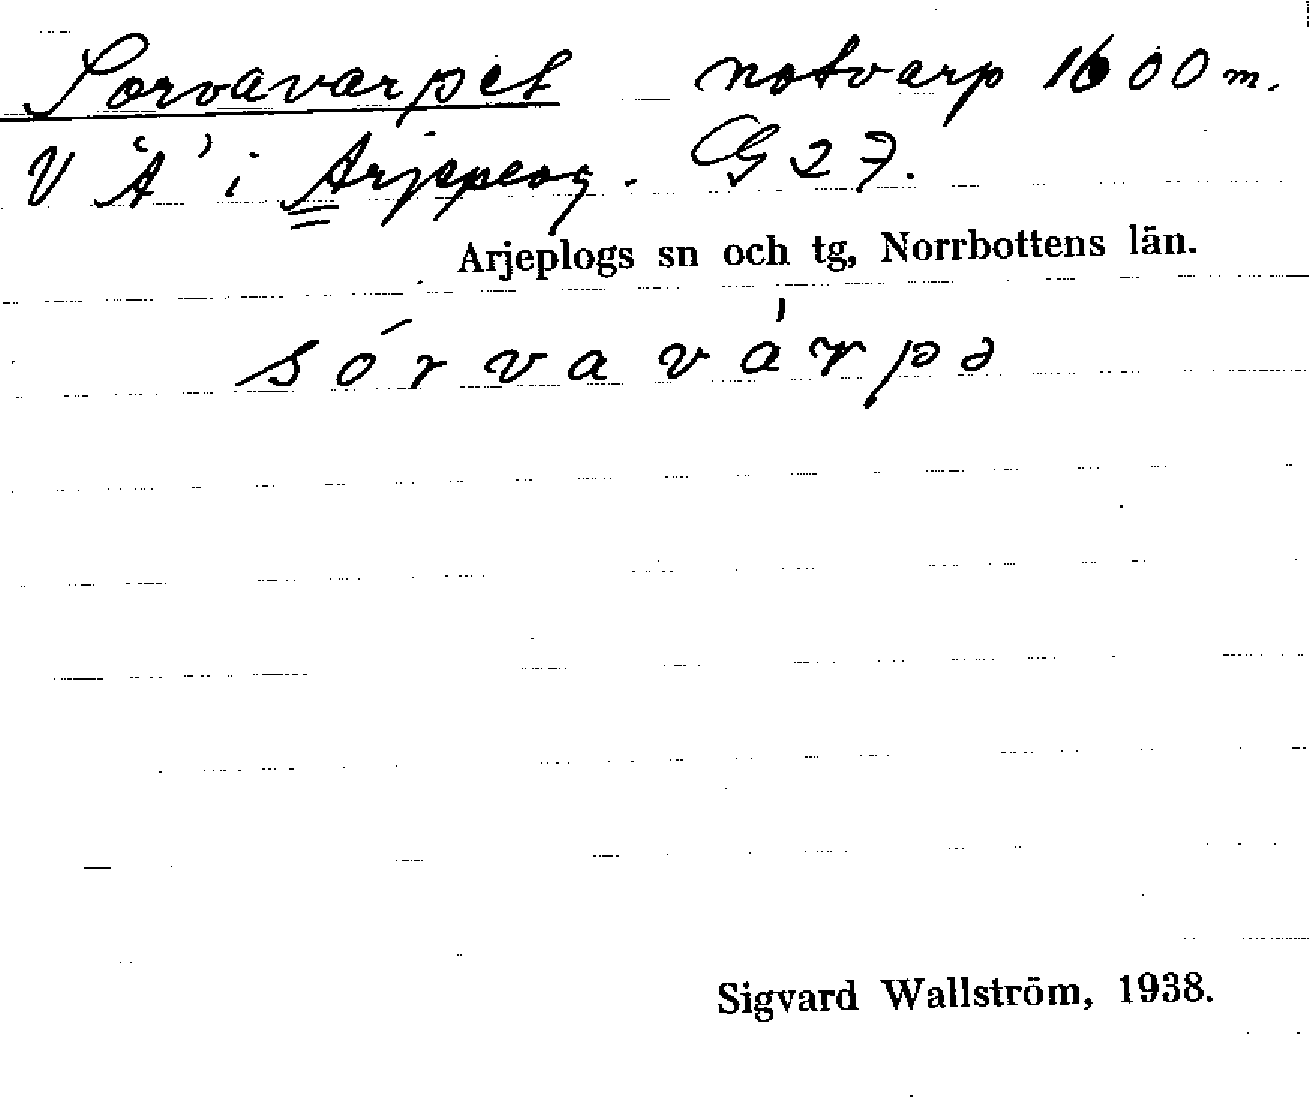 Sorvavarpet notvarp 1600 m.
V 'A' i Arjeplog. G 27.
Arjeplogs sn och tg, Norrbottens län.
sórvavárpə
Sigvard Wallström, 1938.